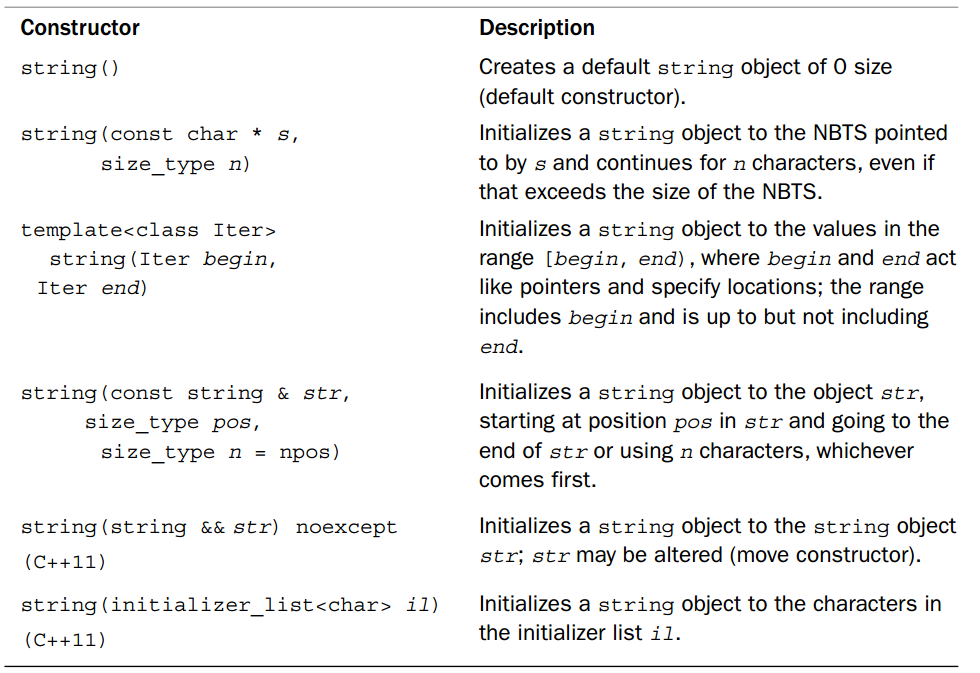 Constructor Description
string() Creates a default string object of 0 size
(default constructor).
string(const char * s, Initializes a string object to the NBTS pointed
size_type n) to by s and continues for n characters, even if
that exceeds the size of the NBTS.
template<class Iter> Initializes a string object to the values in the
string(Iter begin, range [begin, end), where begin and end act
Iter end) like pointers and specify locations; the range
includes begin and is up to but not including
end.
string(const string & str, Initializes a string object to the object str,
size_type pos, starting at position pos in str and going to the
size_type n = npos) end of str or using n characters, whichever
comes first.
string(string && str) noexcept Initializes a string object to the string object
(C++11) str; str may be altered (move constructor).
string(initializer_list<char> il) Initializes a string object to the characters in
(C++11) the initializer list il.